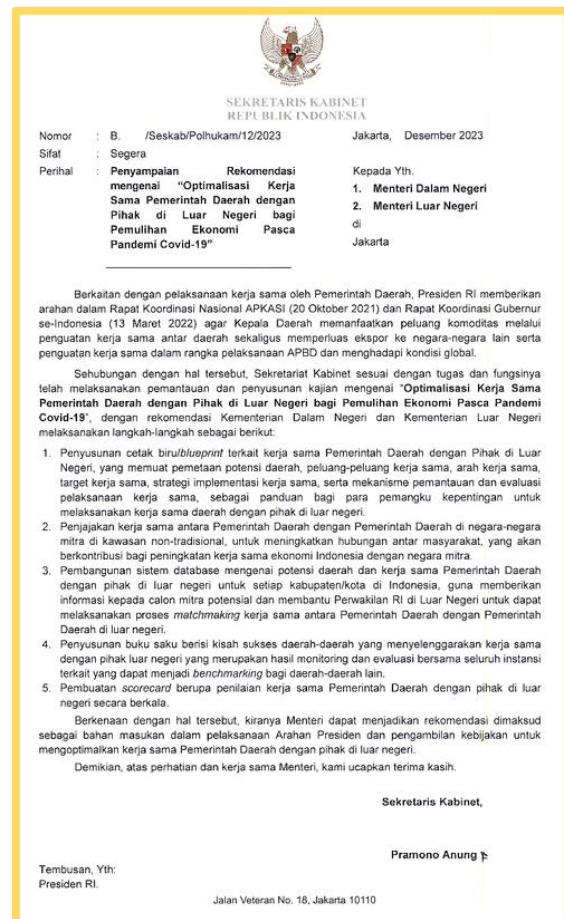 SEKRETARIS KABINET
REPUBLIK INDONESIA
Nomor : B. /Seskab/Polhukam/12/2023 Jakarta, Desember 2023
Sifat : Segera
Perihal : Penyampaian Rekomendasi
mengenai “Optimalisasi Kerja
Sama Pemerintah Daerah dengan
Pihak di Luar Negeri bagi
Pemulihan Ekonomi Pasca
Pandemi Covid-19”
Kepada Yth.
1. Menteri Dalam Negeri
2. Menteri Luar Negeri
di
Jakarta
Berkaitan dengan pelaksanaan kerja sama oleh Pemerintah Daerah, Presiden RI memberikan
arahan dalam Rapat Koordinasi Nasional APKASI (20 Oktober 2021) dan Rapat Koordinasi Gubernur
se-Indonesia (13 Maret 2022) agar Kepala Daerah memanfaatkan peluang komoditas melalui
penguatan kerja sama antar daerah sekaligus memperluas ekspor ke negara-negara lain serta
penguatan kerja sama dalam rangka pelaksanaan APBD dan menghadapi kondisi global.
Sehubungan dengan hal tersebut, Sekretariat Kabinet sesuai dengan tugas dan fungsinya
telah melaksanakan pemantauan dan penyusunan kajian mengenai “Optimalisasi Kerja Sama
Pemerintah Daerah dengan Pihak di Luar Negeri bagi Pemulihan Ekonomi Pasca Pandemi
Covid-19”, dengan rekomendasi Kementerian Dalam Negeri dan Kementerian Luar Negeri
melaksanakan langkah-langkah sebagai berikut:
1. Penyusunan cetak biru/blueprint terkait kerja sama Pemerintah Daerah dengan Pihak di Luar
Negeri, yang memuat pemetaan potensi daerah, peluang-peluang kerja sama, arah kerja sama,
target kerja sama, strategi implementasi kerja sama, serta mekanisme pemantauan dan evaluasi
pelaksanaan kerja sama, sebagai panduan bagi para pemangku kepentingan untuk
melaksanakan kerja sama daerah dengan pihak di luar negeri.
2. Penjajakan kerja sama antara Pemerintah Daerah dengan Pemerintah Daerah di negara-negara
mitra di kawasan non-tradisional, untuk meningkatkan hubungan antar masyarakat, yang akan
berkontribusi bagi peningkatan kerja sama ekonomi Indonesia dengan negara mitra.
3. Pembangunan sistem database mengenai potensi daerah dan kerja sama Pemerintah Daerah
dengan pihak di luar negeri untuk setiap kabupaten/kota di Indonesia, guna memberikan
informasi kepada calon mitra potensial dan membantu Perwakilan RI di Luar Negeri untuk dapat
melaksanakan proses matchmaking kerja sama antara Pemerintah Daerah dengan Pemerintah
Daerah di luar negeri.
4. Penyusunan buku saku berisi kisah sukses daerah-daerah yang menyelenggarakan kerja sama
dengan pihak luar negeri yang merupakan hasil monitoring dan evaluasi bersama seluruh instansi
terkait yang dapat menjadi benchmarking bagi daerah-daerah lain.
5. Pembuatan scorecard berupa penilaian kerja sama Pemerintah Daerah dengan pihak di luar
negeri secara berkala.
Berkenaan dengan hal tersebut, kiranya Menteri dapat menjadikan rekomendasi dimaksud
sebagai bahan masukan dalam pelaksanaan Arahan Presiden dan pengambilan kebijakan untuk
mengoptimalkan kerja sama Pemerintah Daerah dengan pihak di luar negeri.
Demikian, atas perhatian dan kerja sama Menteri, kami ucapkan terima kasih.
Sekretaris Kabinet,
Pramono Anung
Tembusan, Yth:
Presiden RI.
Jalan Veteran No. 18, Jakarta 10110